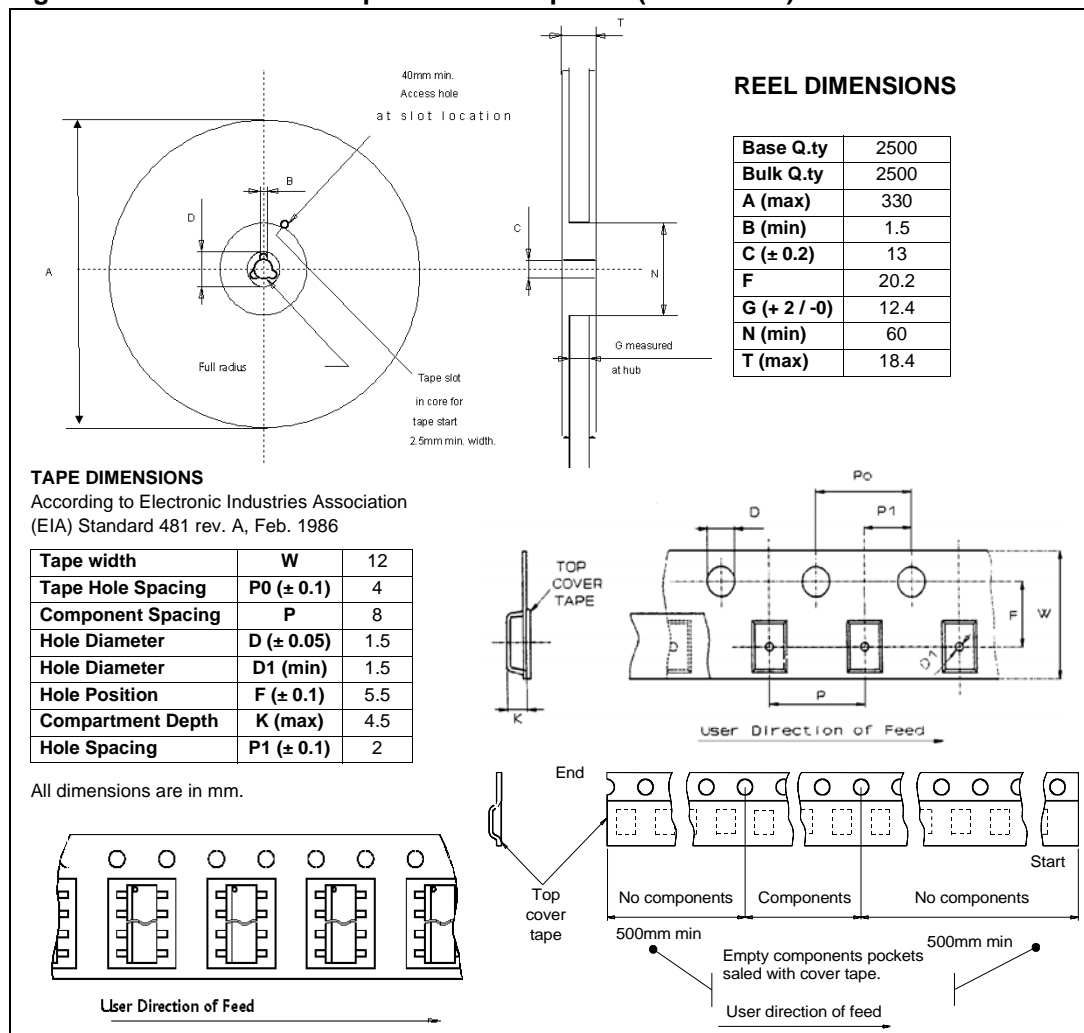 T
40mm min.
Access hole
at slot location
REEL DIMENSIONS
Base Q.ty 2500
Bulk Q.ty 2500
A (max) 330
B (min) 1.5
C (± 0.2) 13
F 20.2
G (+ 2 / -0) 12.4
N (min) 60
T (max) 18.4
B
D
C
A
N
Full radius
Tape slot
in core for
tape start
2.5mm min. width.
G measured
at hub
TAPE DIMENSIONS
According to Electronic Industries Association
(EIA) Standard 481 rev. A, Feb. 1986
Tape width W 12
Tape Hole Spacing P0 (± 0.1) 4
Component Spacing P 8
Hole Diameter D (± 0.05) 1.5
Hole Diameter D1 (min) 1.5
Hole Position F (± 0.1) 5.5
Compartment Depth K (max) 4.5
Hole Spacing P1 (± 0.1) 2
All dimensions are in mm.
Po
D
P1
TOP
COVER
TAPE
F
W
D1
K
P
User Direction of Feed
End
Start
Top
cover
tape
No components
Components
No components
500mm min
500mm min
Empty components pockets
saled with cover tape.
User direction of feed
User Direction of Feed